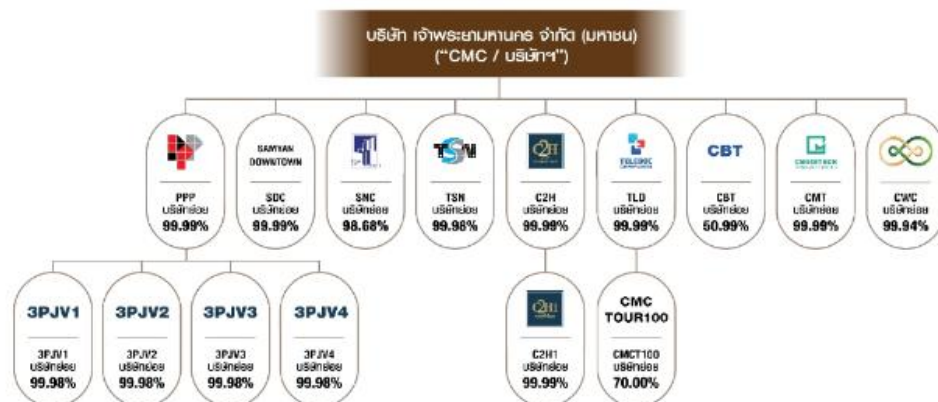 บริษัท เจ้าพระยามหานคร จำกัด (มหาชน)
("CMC / บริษัทฯ")
SAMYAN
DOWNTOWN
TSN
C2H
TELEDOC
CBT
PPP
บริษัทย่อย
99.99%
SDC
บริษัทย่อย
99.99%
SNC
บริษัทย่อย
98.68%
TSN
บริษัทย่อย
99.98%
C2H
บริษัทย่อย
99.99%
TLD
บริษัทย่อย
99.99%
CBT
บริษัทย่อย
50.99%
CMT
บริษัทย่อย
99.99%
CWC
บริษัทย่อย
99.94%
3PJV1
3PJV1
บริษัทย่อย
99.98%
3PJV2
3PJV2
บริษัทย่อย
99.98%
3PJV3
3PJV3
บริษัทย่อย
99.98%
3PJV4
3PJV4
บริษัทย่อย
99.98%
C2H1
C2H1
บริษัทย่อย
99.99%
CMC
TOUR100
CMCT100
บริษัทย่อย
70.00%